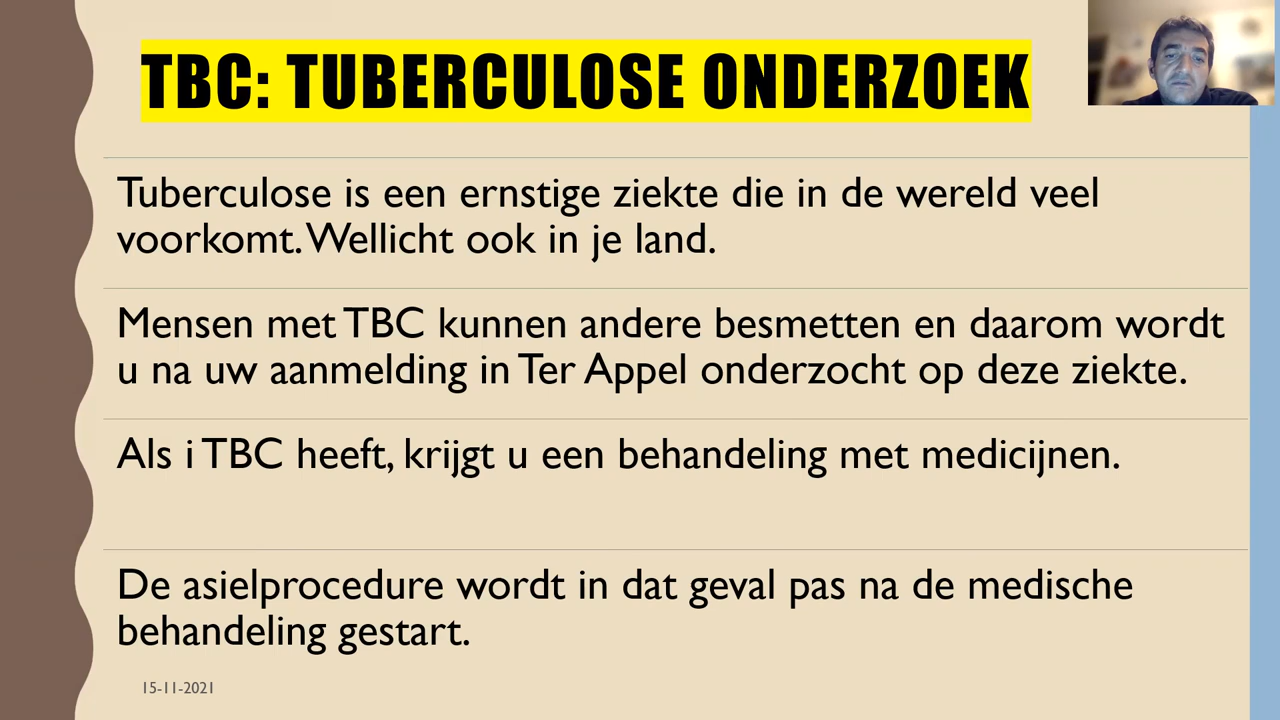 TBC: TUBERCULOSE ONDERZOEK
Tuberculose is een ernstige ziekte die in de wereld veel
voorkomt. Wellicht ook in je land.
Mensen met TBC kunnen andere besmetten en daarom wordt
u na uw aanmelding in Ter Appel onderzocht op deze ziekte.
Als i TBC heeft, krijgt u een behandeling met medicijnen.
De asielprocedure wordt in dat geval pas na de medische
behandeling gestart.
15-11-2021